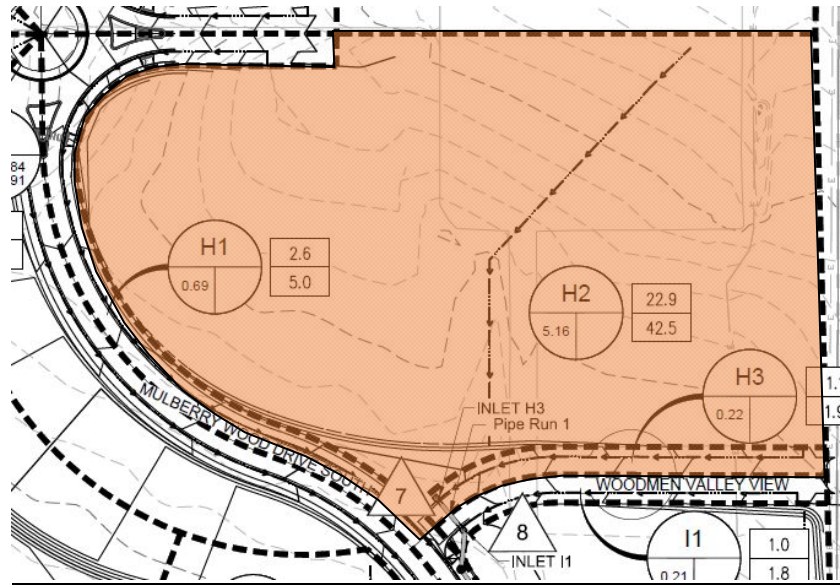 84
91
H1
0.69
2.6
5.0
H2
5.16
22.9
42.5
H3
0.22
INLET H3
Pipe Run 1
MULBERRY WOOD DRIVE SOUTH
7
WOODMEN VALLEY VIEW
8
INLET I1
I1
0.21
1.0
1.8